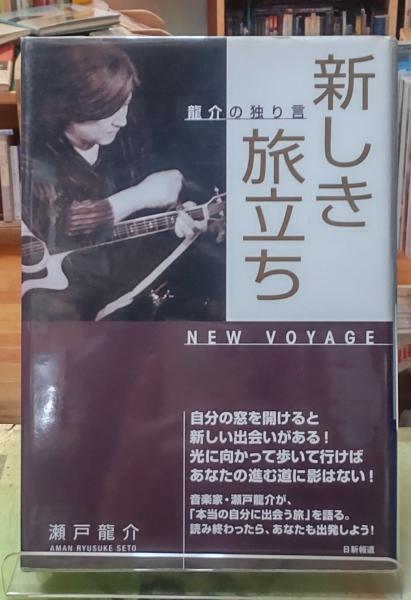 新しき
旅立ち
龍介の独り言
NEW VOYAGE
自分の窓を開けると
新しい出会いがある!
光に向かって歩いて行けば
あなたの進む道に影はない!
音楽家・瀬戸龍介が、
「本当の自分に出会う旅」を語る。
読み終わったら、あなたも出発しよう!
瀬戸龍介
AMAN RYUSUKE SETO
日新報道